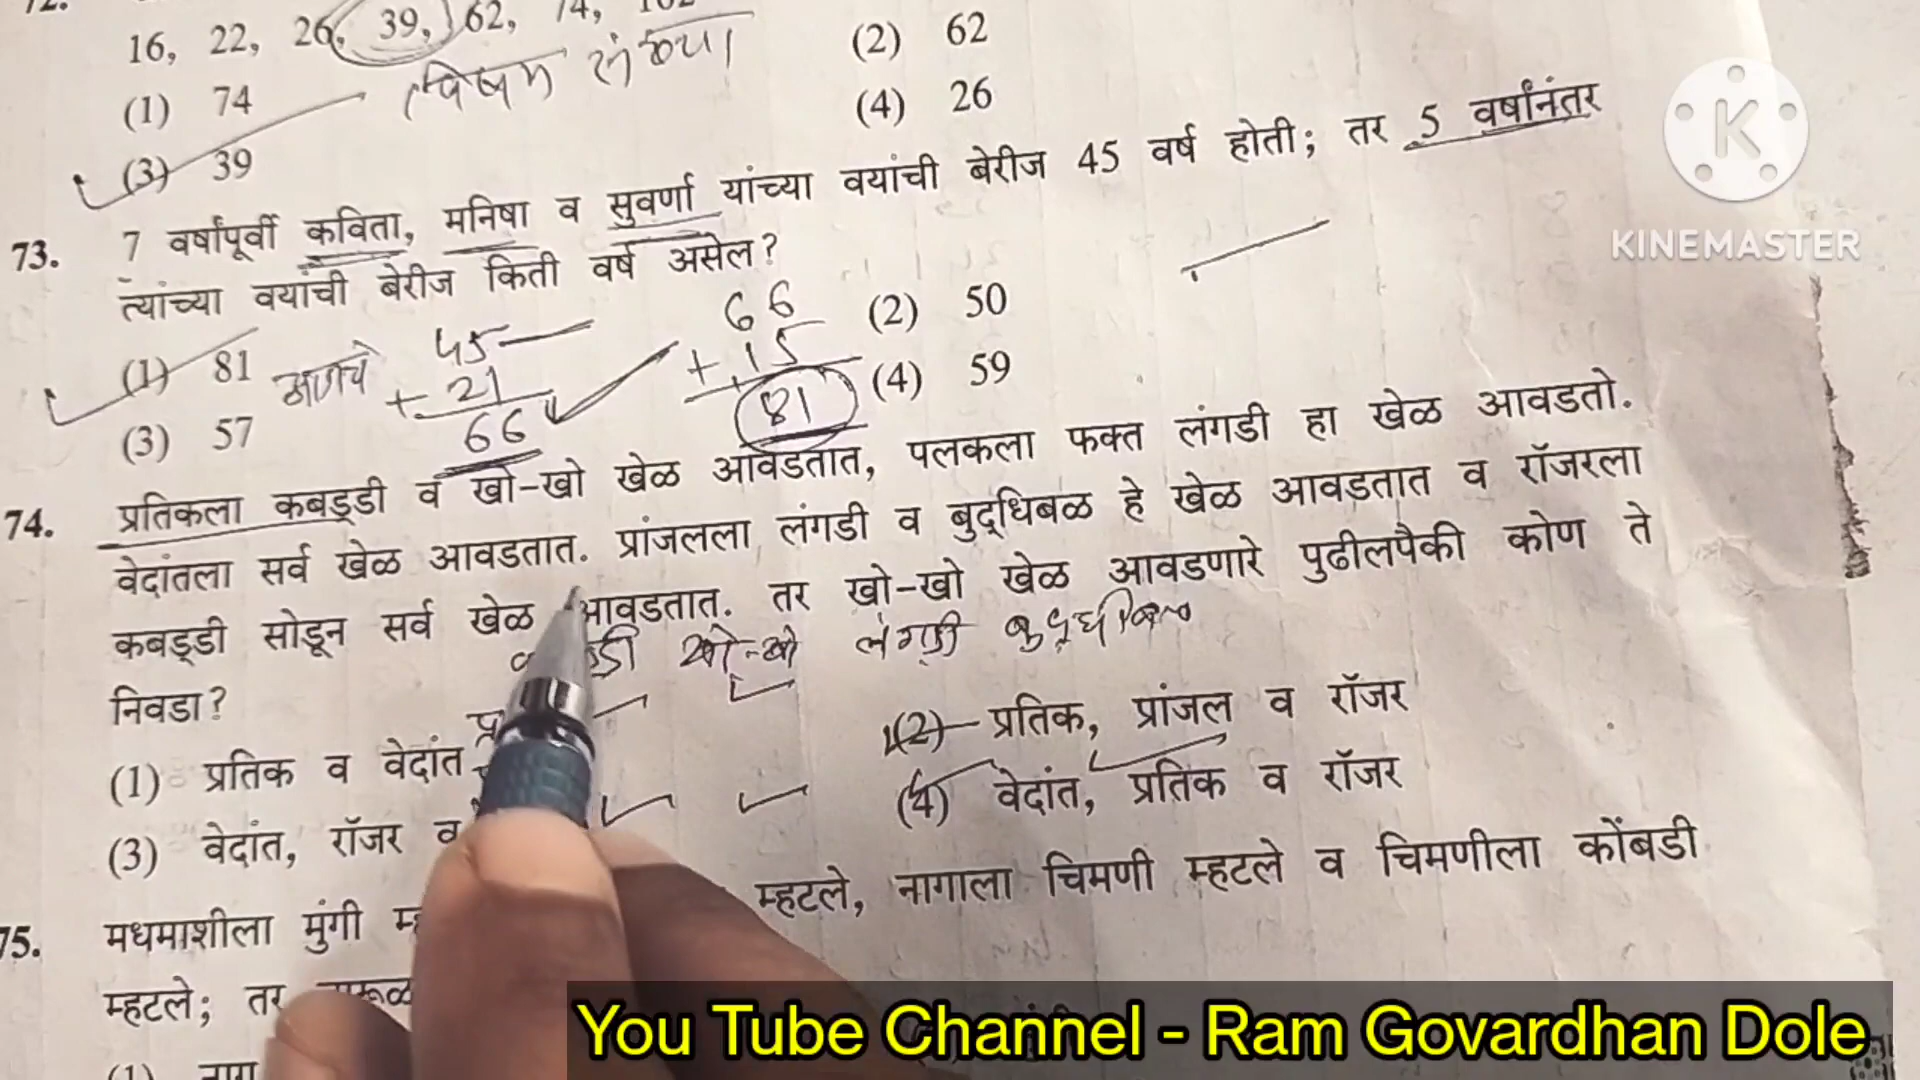 72.
16, 22, 26, 39, 62, 74, 102
विषम संख्या
(1) 74
(2) 62
(3) 39
(4) 26
73. 7 वर्षांपूर्वी कविता, मनिषा व सुवर्णा यांच्या वयांची बेरीज 45 वर्ष होती; तर 5 वर्षांनंतर
त्यांच्या वयांची बेरीज किती वर्ष असेल?
(1) 81
(2) 50
(3) 57
(4) 59
आजचे
45
+ 21
66
66
+ 15
81
74. प्रतिकला कबड्डी व खो-खो खेळ आवडतात, पलकला फक्त लंगडी हा खेळ आवडतो.
वेदांतला सर्व खेळ आवडतात. प्रांजलला लंगडी व बुद्धिबळ हे खेळ आवडतात व रॉजरला
कबड्डी सोडून सर्व खेळ आवडतात. तर खो-खो खेळ आवडणारे पुढीलपैकी कोण ते
निवडा?
खो-खो लंगडी
(1) प्रतिक व वेदांत
(2) प्रतिक, प्रांजल व रॉजर
(3) वेदांत, रॉजर व
(4) वेदांत, प्रतिक व रॉजर
75. मधमाशीला मुंगी म्हटले, नागाला चिमणी म्हटले व चिमणीला कोंबडी
म्हटले; तर
(1) नाग
KINEMASTER
You Tube Channel - Ram Govardhan Dole